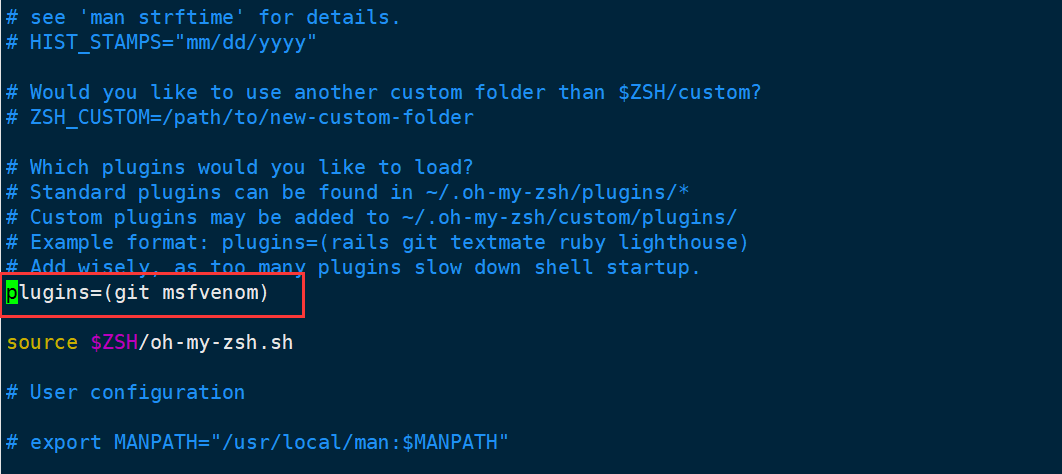 # see 'man strftime' for details.
# HIST_STAMPS="mm/dd/yyyy"
# Would you like to use another custom folder than $ZSH/custom?
# ZSH_CUSTOM=/path/to/new-custom-folder
# Which plugins would you like to load?
# Standard plugins can be found in ~/.oh-my-zsh/plugins/*
# Custom plugins may be added to ~/.oh-my-zsh/custom/plugins/
# Example format: plugins=(rails git textmate ruby lighthouse)
# Add wisely, as too many plugins slow down shell startup.
plugins=(git msfvenom)
source $ZSH/oh-my-zsh.sh
# User configuration
# export MANPATH="/usr/local/man:$MANPATH"